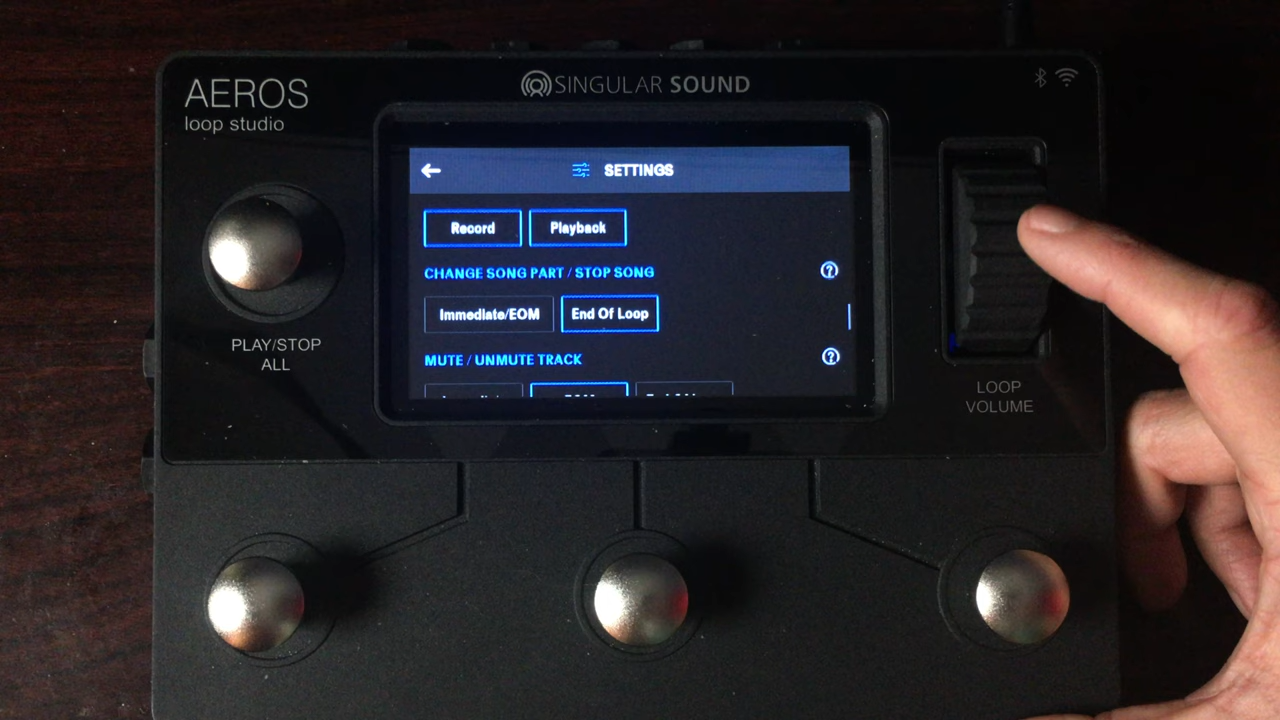 AEROS
loop studio
SINGULAR SOUND
SETTINGS
Record Playback
CHANGE SONG PART / STOP SONG
Immediate/EOM End Of Loop
MUTE / UNMUTE TRACK
PLAY/STOP
ALL
LOOP
VOLUME